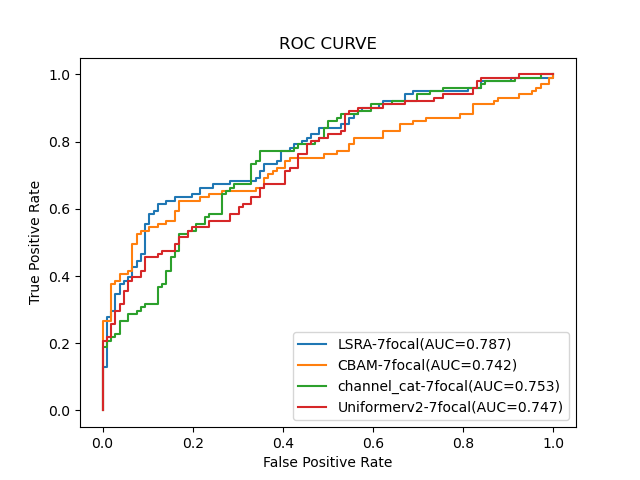 ROC CURVE
True Positive Rate
1.0
0.8
0.6
0.4
0.2
0.0
LSRA-7focal(AUC=0.787)
CBAM-7focal(AUC=0.742)
channel_cat-7focal(AUC=0.753)
Uniformerv2-7focal(AUC=0.747)
0.0 0.2 0.4 0.6 0.8 1.0
False Positive Rate